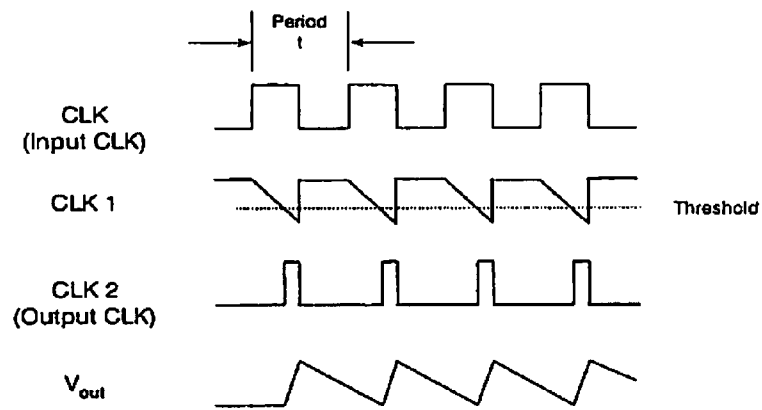 Period
t
CLK
(Input CLK)
CLK 1
Threshold
CLK 2
(Output CLK)
Vout